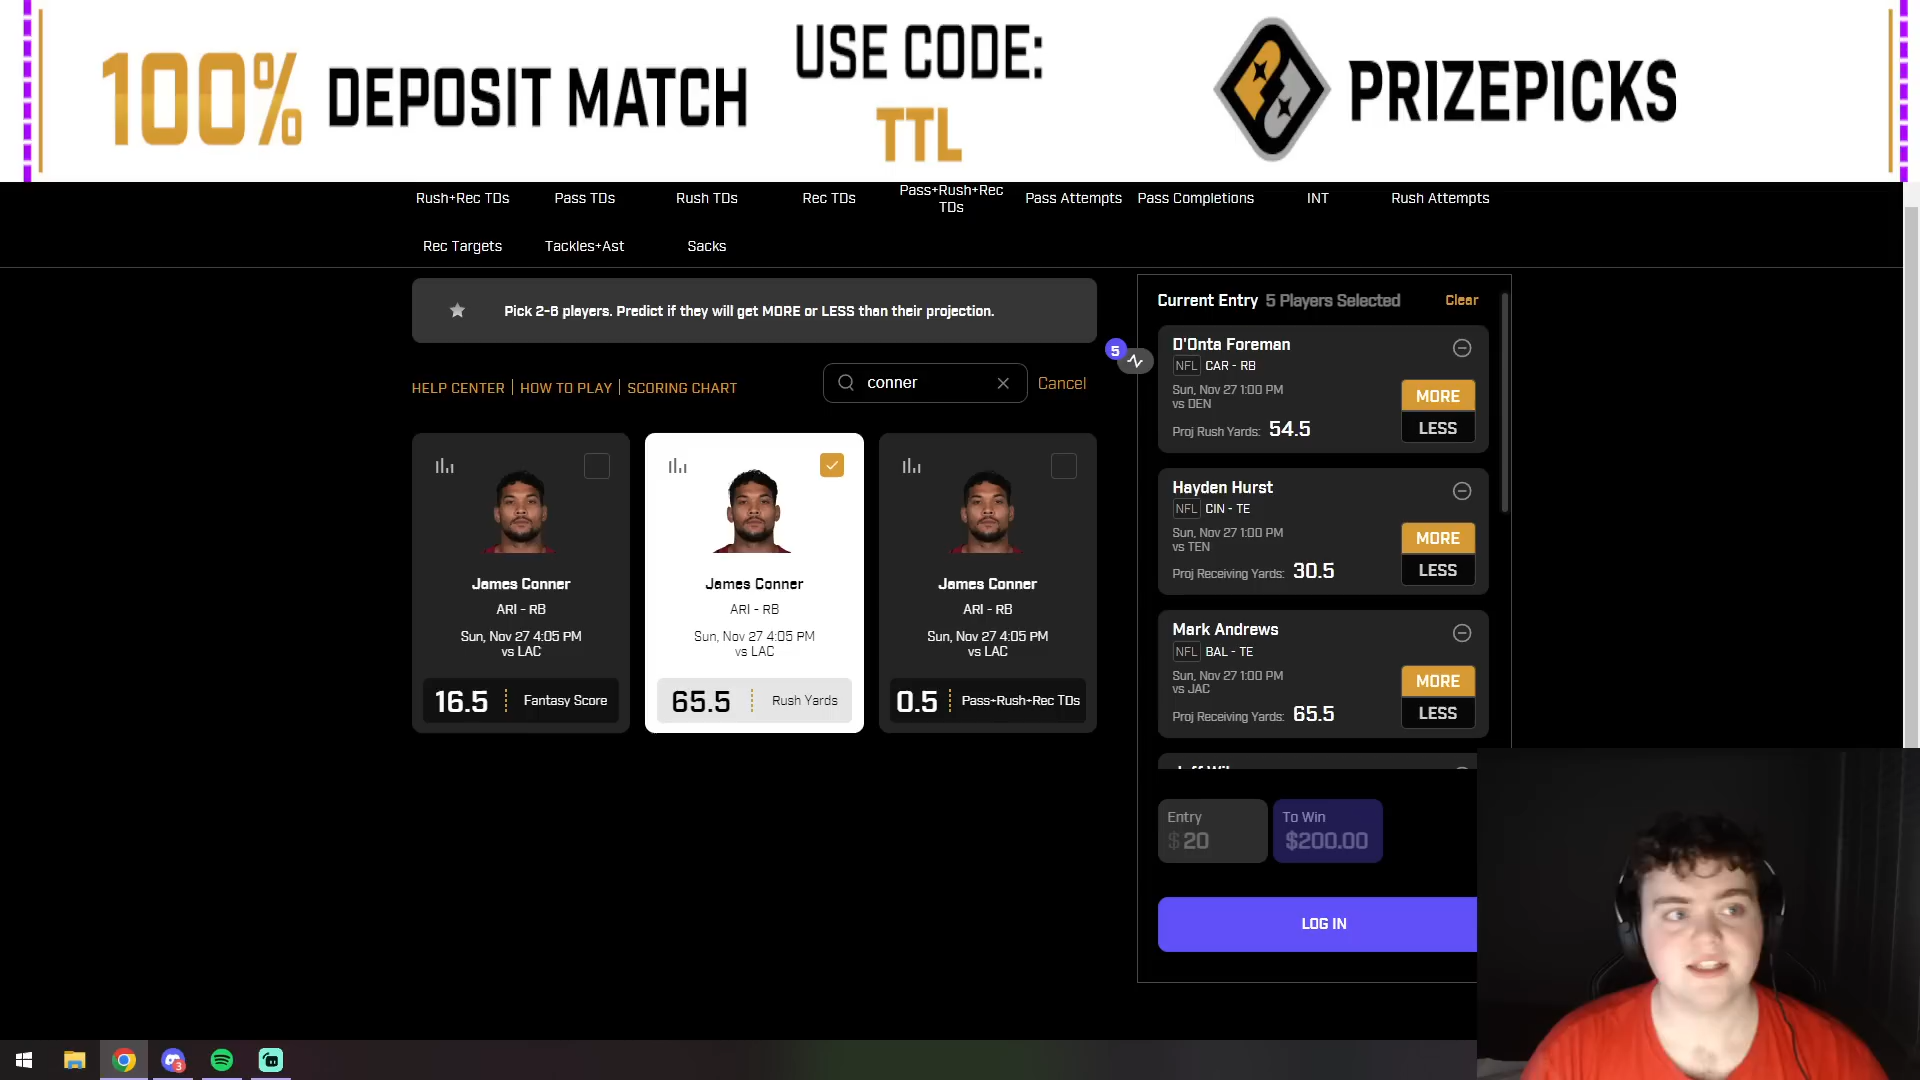 100% DEPOSIT MATCH
USE CODE:
TTL
PRIZEPICKS
Rush+Rec TDs
Pass TDs
Rush TDs
Rec TDs
Pass+Rush+Rec
TDs
Pass Attempts
Pass Completions
INT
Rush Attempts
Rec Targets
Tackles+Ast
Sacks
Pick 2-6 players. Predict if they will get MORE or LESS than their projection.
HELP CENTER | HOW TO PLAY | SCORING CHART
conner
Cancel
James Conner
ARI - RB
Sun, Nov 27 4:05 PM
vs LAC
16.5
Fantasy Score
James Conner
ARI - RB
Sun, Nov 27 4:05 PM
vs LAC
65.5
Rush Yards
James Conner
ARI - RB
Sun, Nov 27 4:05 PM
vs LAC
0.5
Pass+Rush+Rec TDs
5
Current Entry 5 Players Selected
Clear
D'Onta Foreman
NFL CAR - RB
Sun, Nov 27 1:00 PM
vs DEN
Proj Rush Yards: 54.5
MORE
LESS
Hayden Hurst
NFL CIN - TE
Sun, Nov 27 1:00 PM
vs TEN
Proj Receiving Yards: 30.5
MORE
LESS
Mark Andrews
NFL BAL - TE
Sun, Nov 27 1:00 PM
vs JAC
Proj Receiving Yards: 65.5
MORE
LESS
Entry
$ 20
To Win
$200.00
LOG IN
3